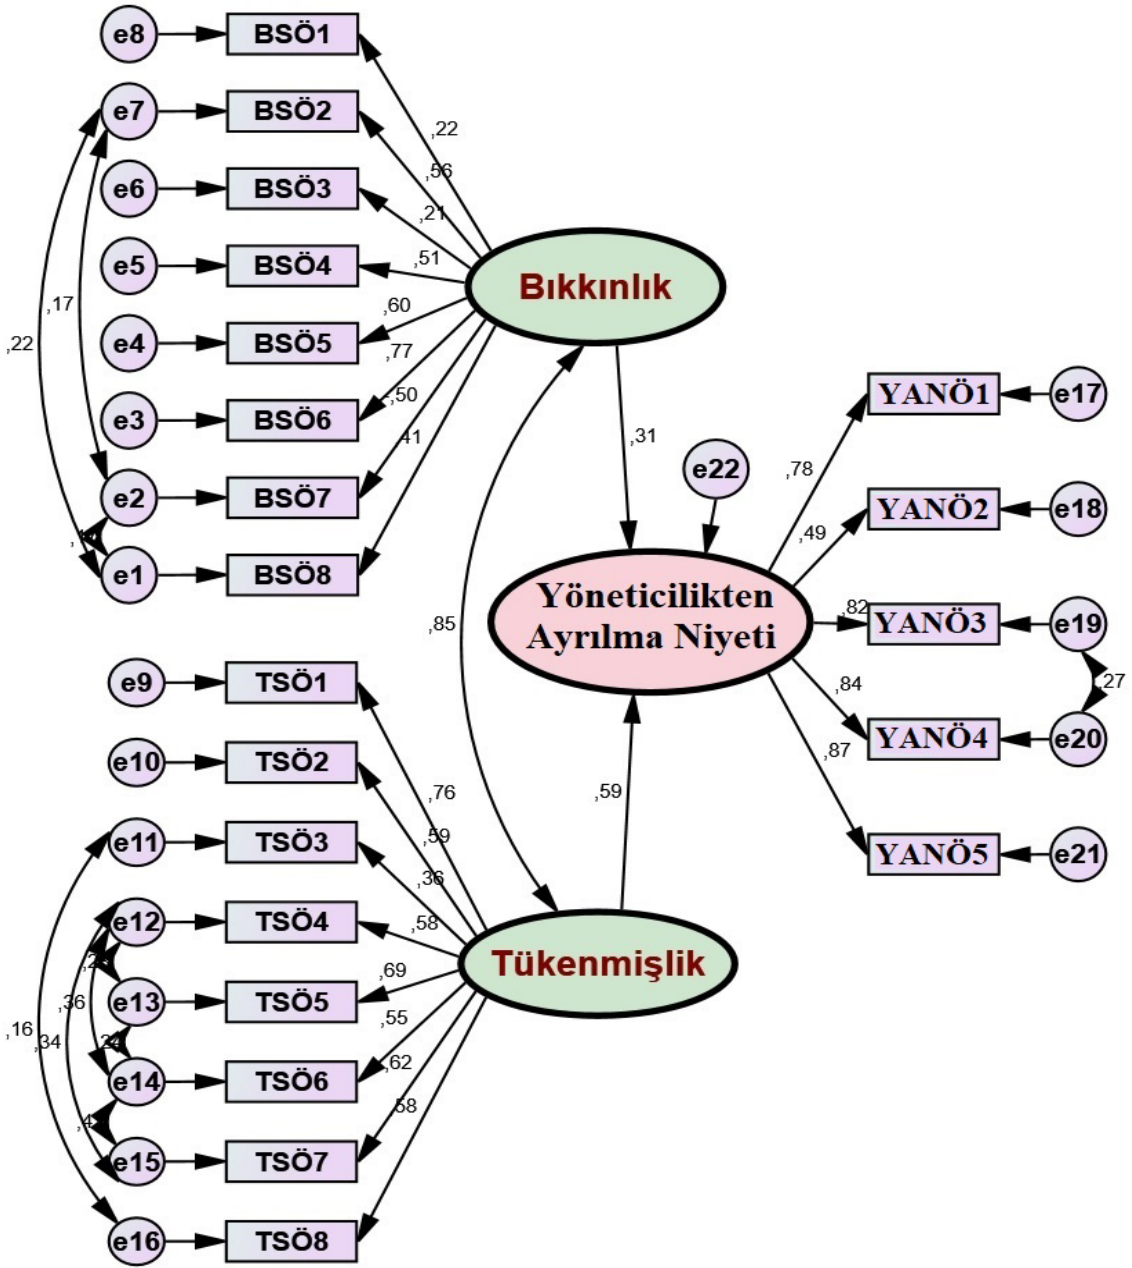 e8
BSÖ1
e7
BSÖ2
,22
e6
BSÖ3
,56
,21
e5
BSÖ4
,51
Bıkkınlık
,17
,60
e4
BSÖ5
,22
,77
YANÖ1
e17
,50
e3
BSÖ6
,31
41
e22
,78
e2
BSÖ7
YANÖ2
e18
,49
e1
BSÖ8
Yöneticilikten
Ayrılma Niyeti
,82
YANÖ3
e19
,85
e9
TSÖ1
,84
,27
YANÖ4
e20
e10
TSÖ2
,87
,76
,59
,59
e11
TSÖ3
YANÖ5
e21
,36
e12
TSÖ4
,58
Tükenmişlik
,69
e13
TSÖ5
,36
,55
,16
,34
,62
e14
TSÖ6
58
e15
TSÖ7
e16
TSÖ8